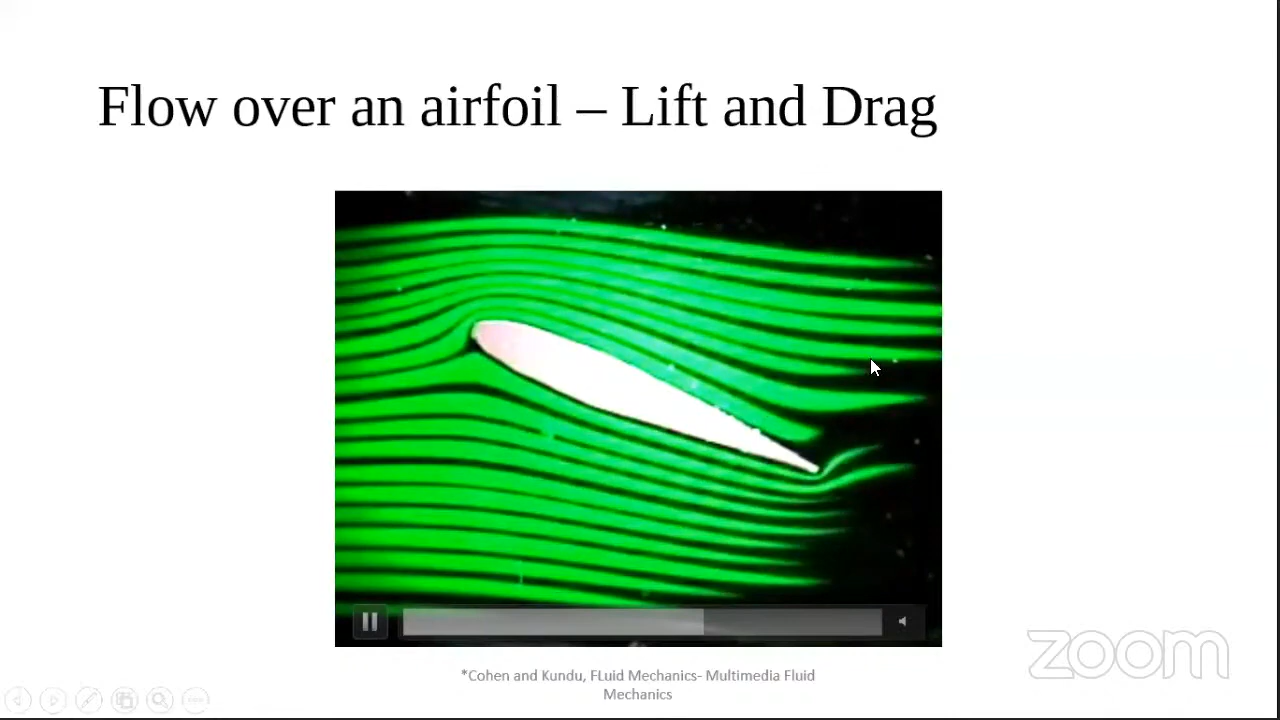 Flow over an airfoil – Lift and Drag
*Cohen and Kundu, FLuid Mechanics- Multimedia Fluid
Mechanics
zoom